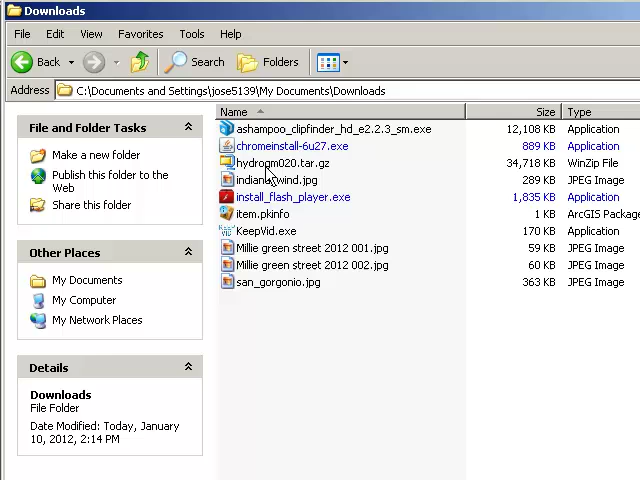 Downloads
File Edit View Favorites Tools Help
Back Search Folders
Address C:\Documents and Settings\jose5139\My Documents\Downloads
Name Size Type
File and Folder Tasks
Make a new folder
Publish this folder to the
Web
Share this folder
Other Places
My Documents
My Computer
My Network Places
Details
Downloads
File Folder
Date Modified: Today, January
10, 2012, 2:14 PM
ashampoo_clipfinder_hd_e2.2.3_sm.exe 12,108 KB Application
chromeinstall-6u27.exe 889 KB Application
hydrogm020.tar.gz 34,718 KB WinZip File
289 KB JPEG Image
install_flash_player.exe 1,835 KB Application
item.pkinfo 1 KB ArcGIS Package
KeepVid.exe 170 KB Application
Millie green street 2012 001.jpg 59 KB JPEG Image
Millie green street 2012 002.jpg 60 KB JPEG Image
san_gorgonio.jpg 363 KB JPEG Image